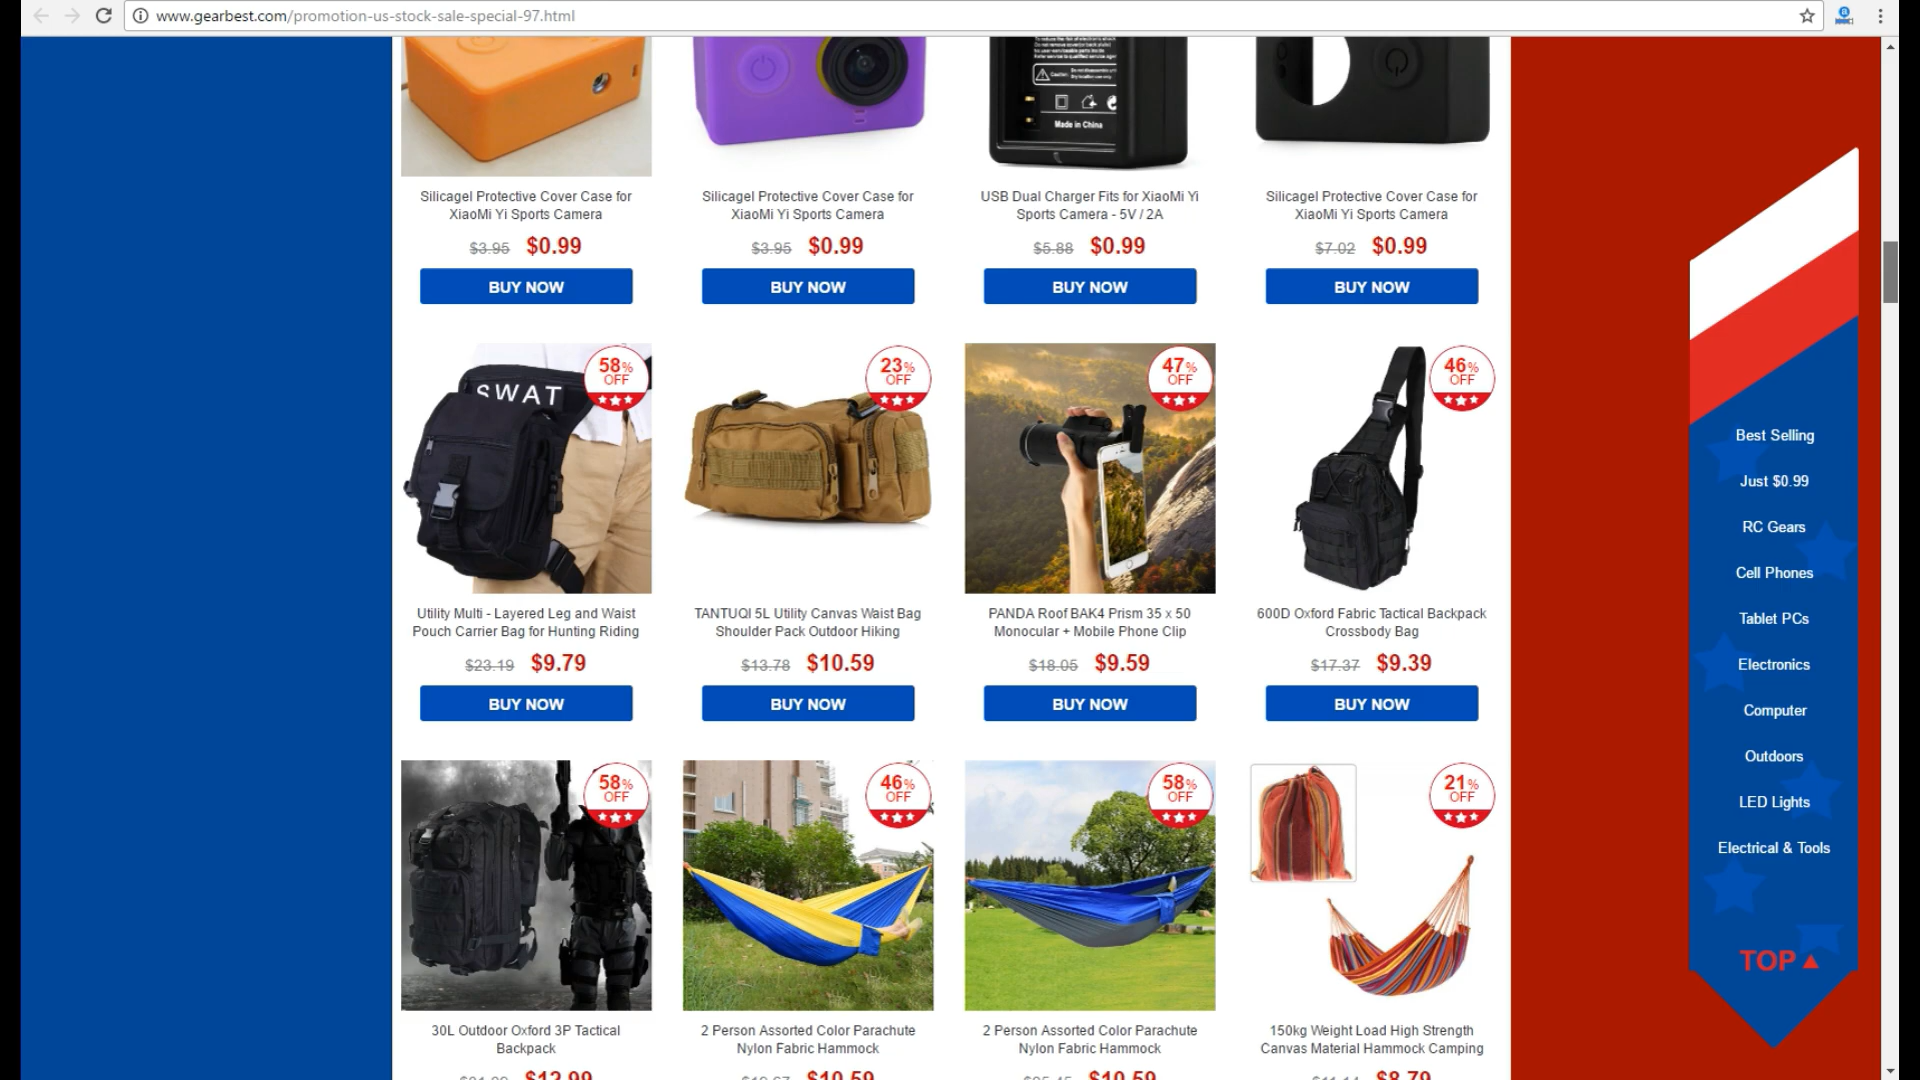 www.gearbest.com/promotion-us-stock-sale-special-97.html
Made in China
Silicagel Protective Cover Case for
XiaoMi Yi Sports Camera
$3.95 $0.99
BUY NOW
Silicagel Protective Cover Case for
XiaoMi Yi Sports Camera
$3.95 $0.99
BUY NOW
USB Dual Charger Fits for XiaoMi Yi
Sports Camera - 5V / 2A
$5.88 $0.99
BUY NOW
Silicagel Protective Cover Case for
XiaoMi Yi Sports Camera
$7.02 $0.99
BUY NOW
SWAT
58%
OFF
Utility Multi - Layered Leg and Waist
Pouch Carrier Bag for Hunting Riding
$23.19 $9.79
BUY NOW
23%
OFF
TANTUQI 5L Utility Canvas Waist Bag
Shoulder Pack Outdoor Hiking
$13.78 $10.59
BUY NOW
47%
OFF
PANDA Roof BAK4 Prism 35 x 50
Monocular + Mobile Phone Clip
$18.05 $9.59
BUY NOW
46%
OFF
600D Oxford Fabric Tactical Backpack
Crossbody Bag
$17.37 $9.39
BUY NOW
58%
OFF
30L Outdoor Oxford 3P Tactical
Backpack
$12.99
46%
OFF
2 Person Assorted Color Parachute
Nylon Fabric Hammock
$10.59
58%
OFF
2 Person Assorted Color Parachute
Nylon Fabric Hammock
$10.59
21%
OFF
150kg Weight Load High Strength
Canvas Material Hammock Camping
$8.79
Best Selling
Just $0.99
RC Gears
Cell Phones
Tablet PCs
Electronics
Computer
Outdoors
LED Lights
Electrical & Tools
TOP